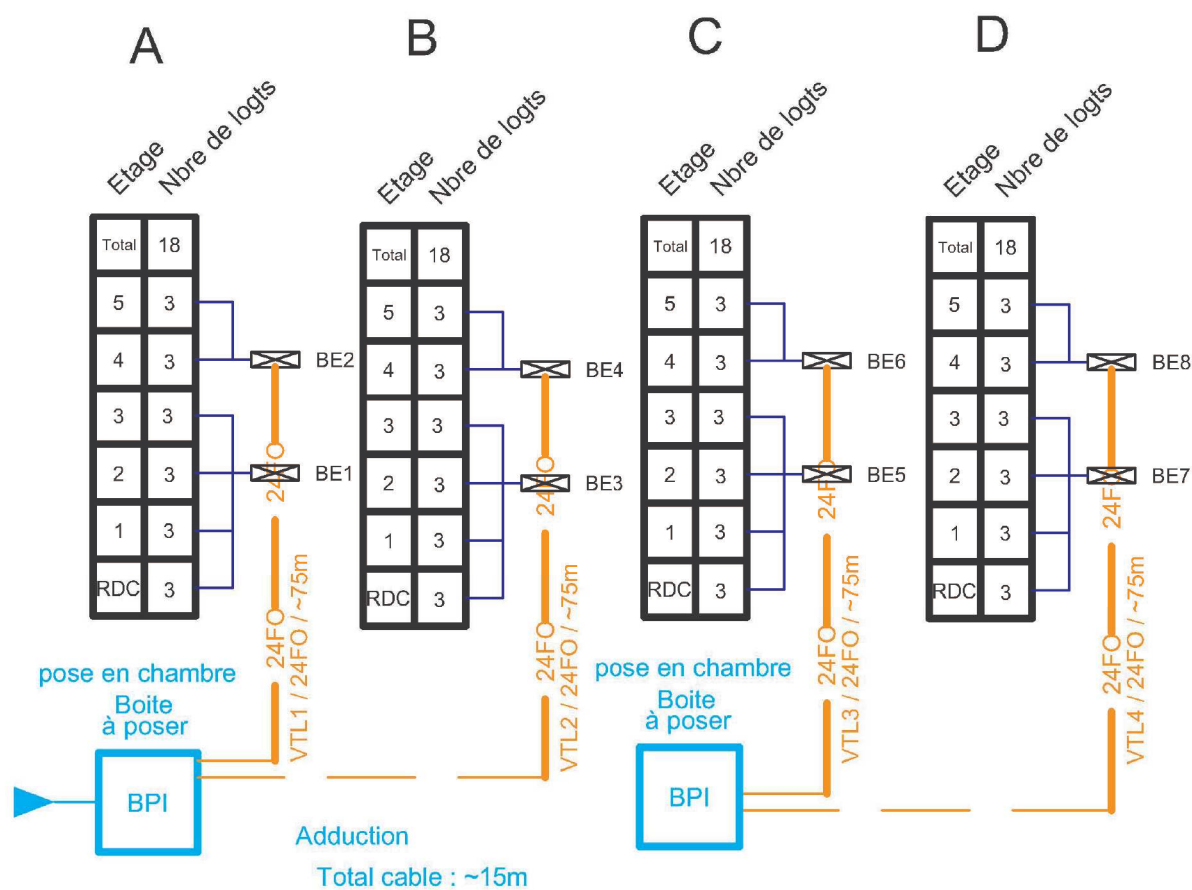 A
B
C
D
Etage Nbre de logts
Etage Nbre de logts
Etage Nbre de logts
Etage Nbre de logts
Total 18
5 3
4 3
3 3
2 3
1 3
RDC 3
BE2
BE1
24FO
24FO
VTL1 / 24FO / ~75m
Total 18
5 3
4 3
3 3
2 3
1 3
RDC 3
BE4
BE3
24FO
24FO
VTL2 / 24FO / ~75m
Total 18
5 3
4 3
3 3
2 3
1 3
RDC 3
BE6
BE5
24FO
24FO
VTL3 / 24FO / ~75m
Total 18
5 3
4 3
3 3
2 3
1 3
RDC 3
BE8
BE7
24FO
24FO
VTL4 / 24FO / ~75m
pose en chambre
Boite
à poser
BPI
pose en chambre
Boite
à poser
BPI
Adduction
Total cable : ~15m